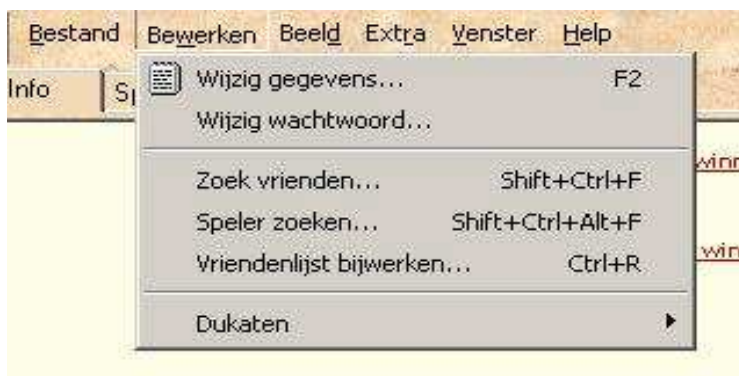 Bestand Bewerken Beeld Extra Venster Help
Info
Wijzig gegevens... F2
Wijzig wachtwoord...
Zoek vrienden... Shift+Ctrl+F
Speler zoeken... Shift+Ctrl+Alt+F
Vriendenlijst bijwerken... Ctrl+R
Dukaten